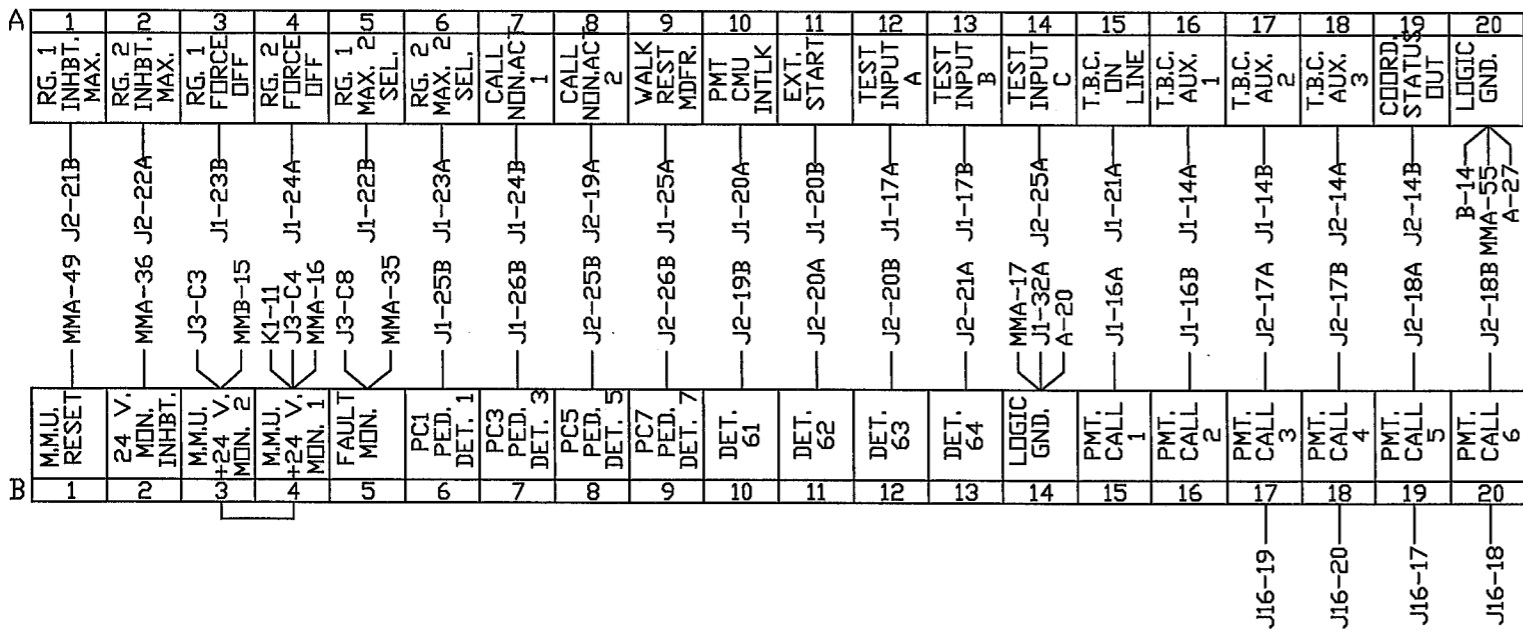 A 1 2 3 4 5 6 7 8 9 10 11 12 13 14 15 16 17 18 19 20
RG. 1
INHBT.
MAX.
RG. 2
INHBT.
MAX.
RG. 1
FORCE
OFF
RG. 2
FORCE
OFF
RG. 1
MAX. 2
SEL.
RG. 2
MAX. 2
SEL.
CALL
NON.ACT
1
CALL
NON.ACT
2
WALK
REST
MDFR.
PMT
CMU
INTLK
EXT.
START
TEST
INPUT
A
TEST
INPUT
B
TEST
INPUT
C
T.B.C.
ON
LINE
T.B.C.
AUX.
1
T.B.C.
AUX.
2
T.B.C.
AUX.
3
COORD.
STATUS
OUT
LOGIC
GND.
J2-21B
J2-22A
J1-23B
J1-24A
J1-22B
J1-23A
J1-24B
J2-19A
J1-25A
J1-20A
J1-20B
J1-17A
J1-17B
J2-25A
J1-21A
J1-14A
J1-14B
J2-14A
J2-14B
B-14
MMA-55
A-27
MMA-49
MMA-36
J3-C3
MMB-15
K1-11
J3-C4
MMA-16
J3-C8
MMA-35
J1-25B
J1-26B
J2-25B
J2-26B
J2-19B
J2-20A
J2-20B
J2-21A
MMA-17
J1-32A
A-20
J1-16A
J1-16B
J2-17A
J2-17B
J2-18A
J2-18B
M.M.U.
RESET
24 V.
MON.
INHBT.
M.M.U.
+24 V.
MON. 2
M.M.U.
+24 V.
MON. 1
FAULT
MON.
PC1
PED.
DET. 1
PC3
PED.
DET. 3
PC5
PED.
DET. 5
PC7
PED.
DET. 7
DET.
61
DET.
62
DET.
63
DET.
64
LOGIC
GND.
PMT.
CALL
1
PMT.
CALL
2
PMT.
CALL
3
PMT.
CALL
4
PMT.
CALL
5
PMT.
CALL
6
B 1 2 3 4 5 6 7 8 9 10 11 12 13 14 15 16 17 18 19 20
J16-19
J16-20
J16-17
J16-18